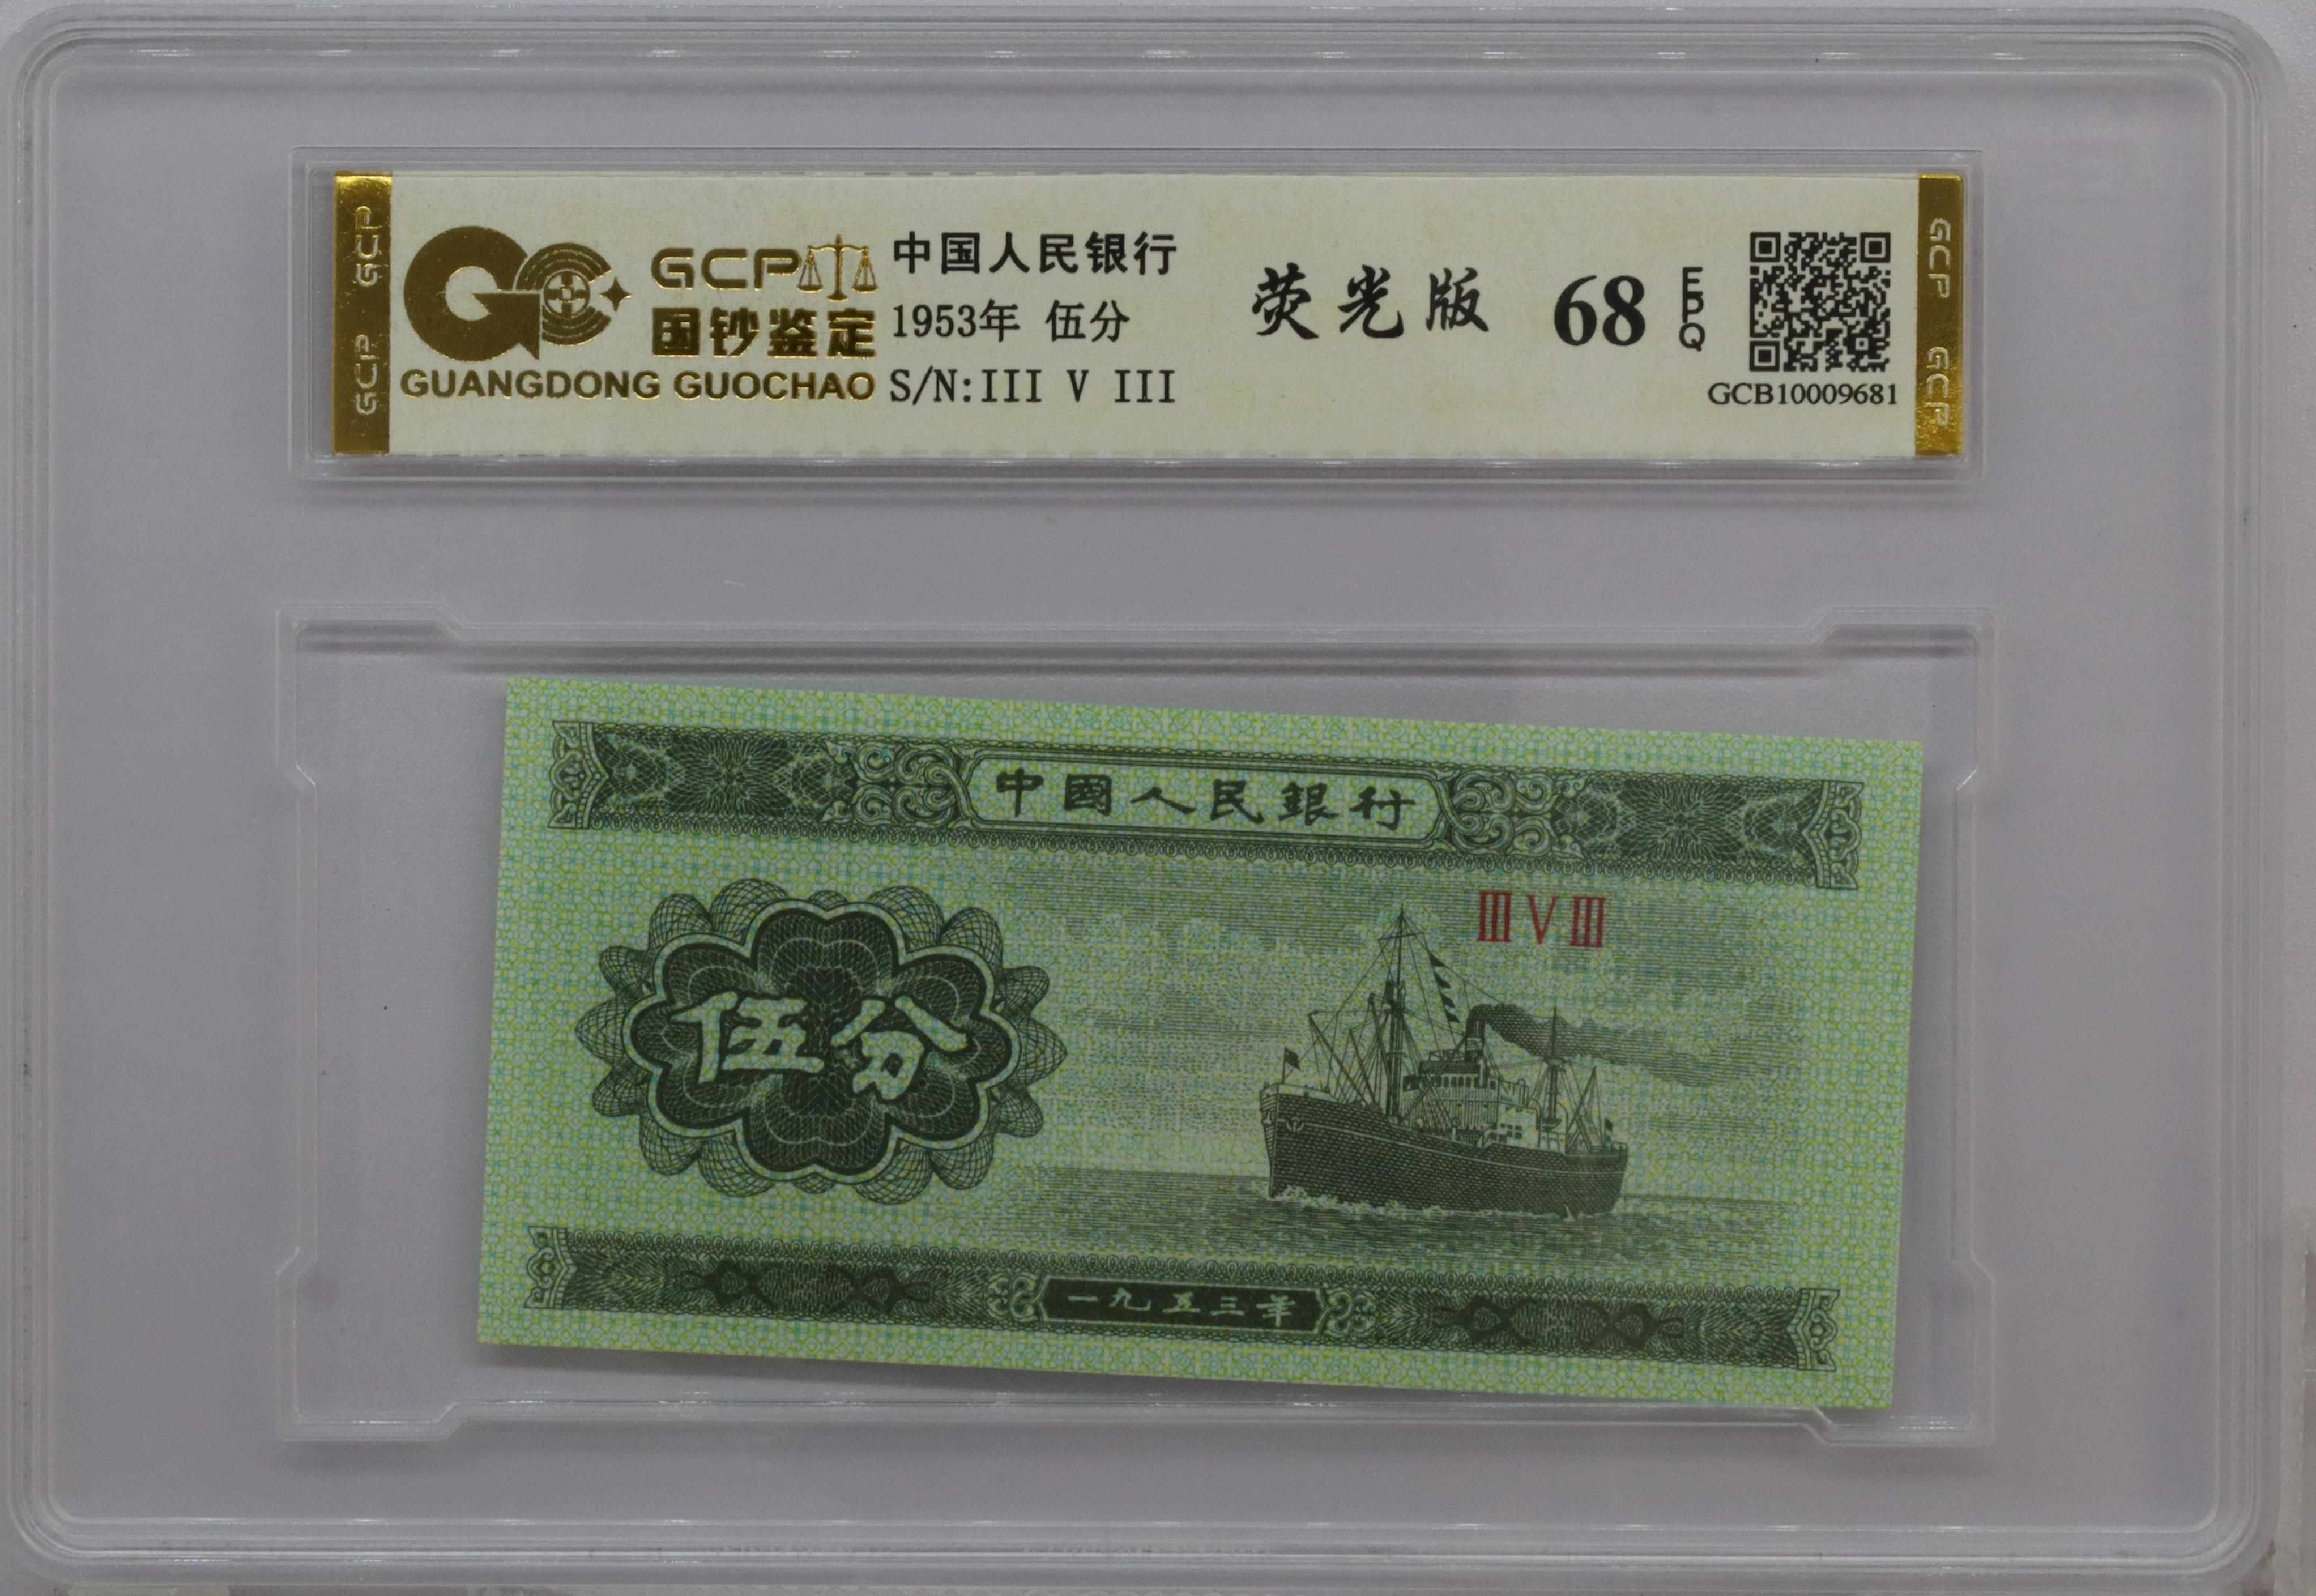 GCP GCP
GCP
国钞鉴定
GUANGDONG GUOCHAO
中国人民银行
1953年 伍分
S/N:III V III
荧光版
68
EPQ
GCB10009681
GCP GCP
中國人民銀行
III V III
伍分
一九五三年